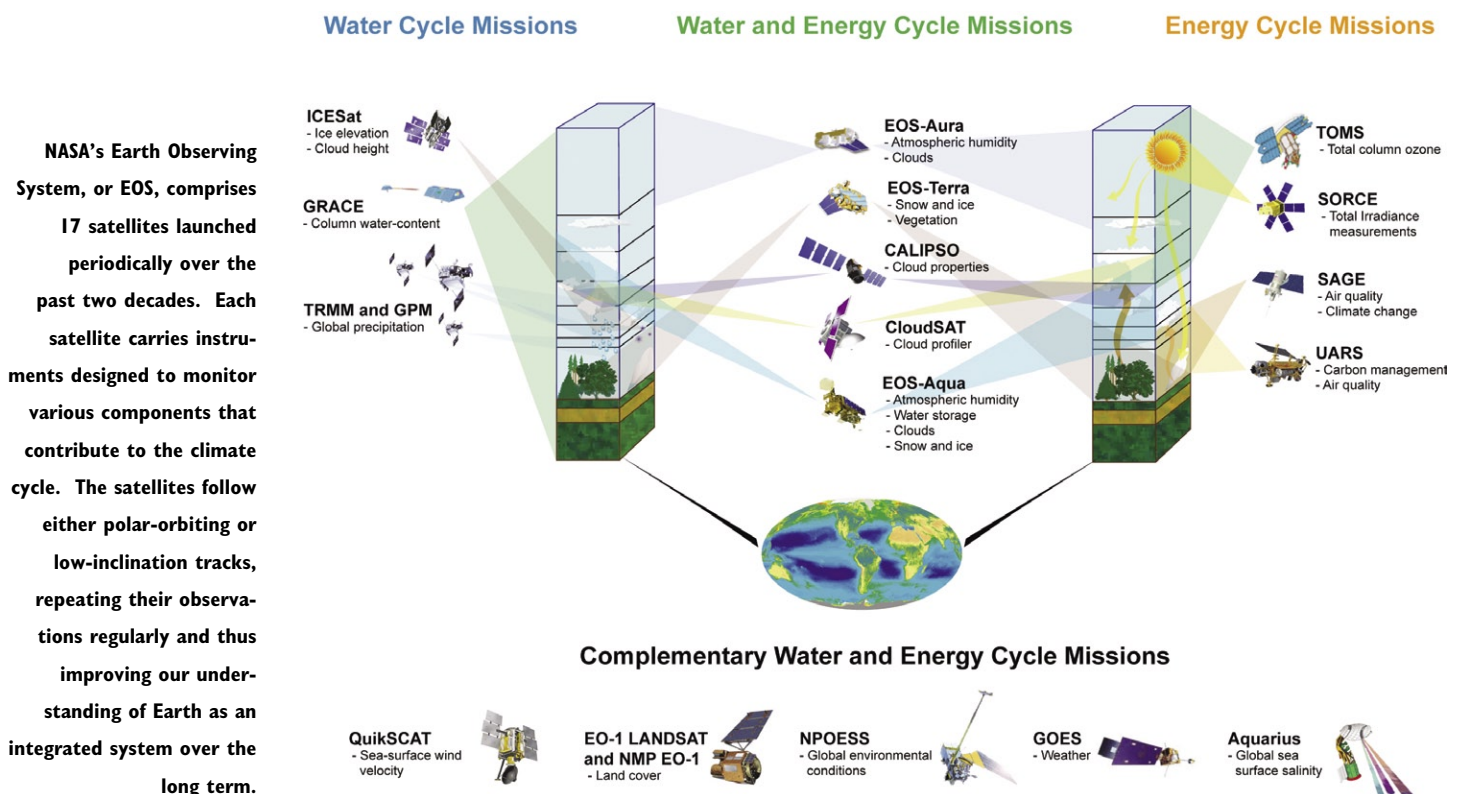 Water Cycle Missions
Water and Energy Cycle Missions
Energy Cycle Missions
NASA's Earth Observing
System, or EOS, comprises
17 satellites launched
periodically over the
past two decades. Each
satellite carries instru-
ments designed to monitor
various components that
contribute to the climate
cycle. The satellites follow
either polar-orbiting or
low-inclination tracks,
repeating their observa-
tions regularly and thus
improving our under-
standing of Earth as an
integrated system over the
long term.
ICESat
- Ice elevation
- Cloud height
GRACE
- Column water-content
TRMM and GPM
- Global precipitation
EOS-Aura
- Atmospheric humidity
- Clouds
EOS-Terra
- Snow and ice
- Vegetation
CALIPSO
- Cloud properties
CloudSAT
- Cloud profiler
EOS-Aqua
- Atmospheric humidity
- Water storage
- Clouds
- Snow and ice
TOMS
- Total column ozone
SORCE
- Total Irradiance
measurements
SAGE
- Air quality
- Climate change
UARS
- Carbon management
- Air quality
Complementary Water and Energy Cycle Missions
QuikSCAT
- Sea-surface wind
velocity
EO-1 LANDSAT
and NMP EO-1
- Land cover
NPOESS
- Global environmental
conditions
GOES
- Weather
Aquarius
- Global sea
surface salinity